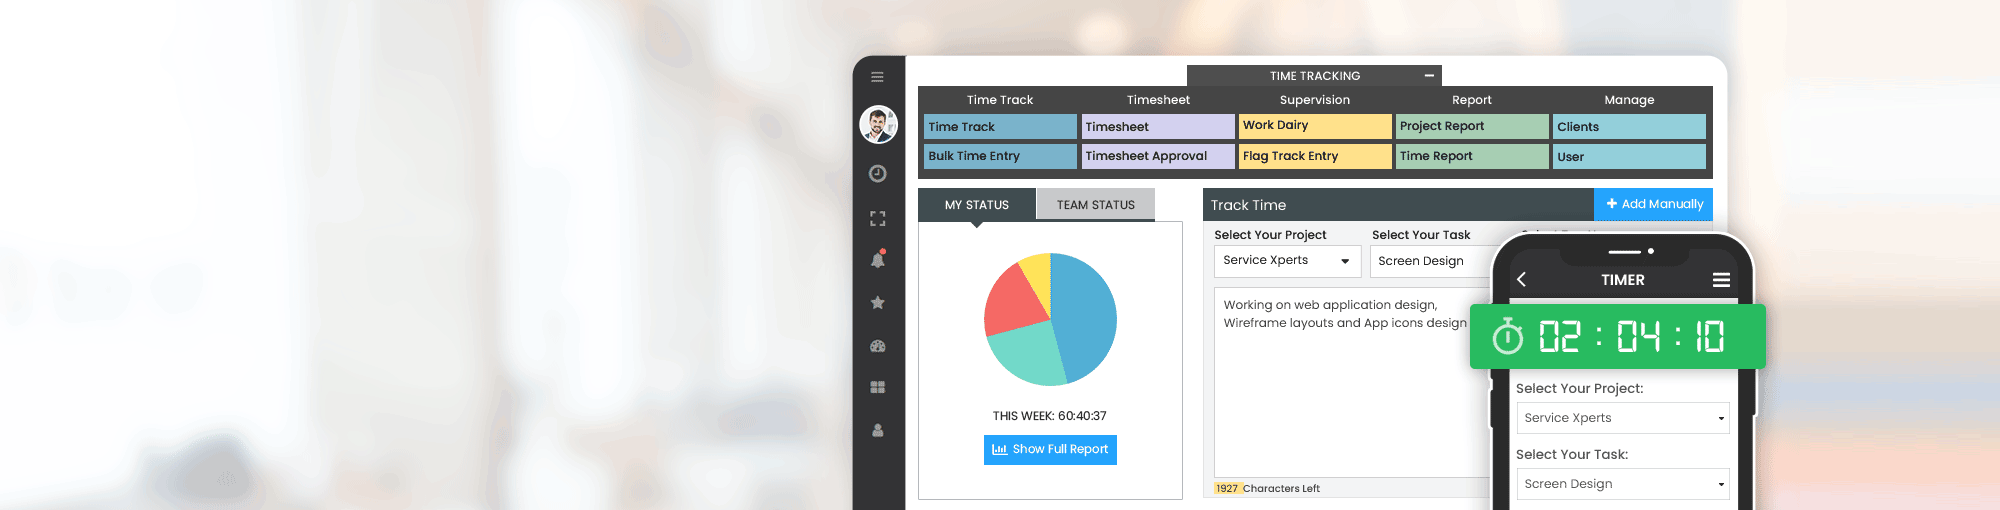 TIME TRACKING
Time Track Timesheet Supervision Report Manage
Time Track Timesheet Work Dairy Project Report Clients
Bulk Time Entry Timesheet Approval Flag Track Entry Time Report User
MY STATUS TEAM STATUS
THIS WEEK: 60:40:37
Show Full Report
Track Time + Add Manually
Select Your Project Select Your Task
Service Xperts Screen Design
Working on web application design,
Wireframe layouts and App icons design
1927 Characters Left
TIMER
02 : 04 : 10
Select Your Project:
Service Xperts
Select Your Task:
Screen Design